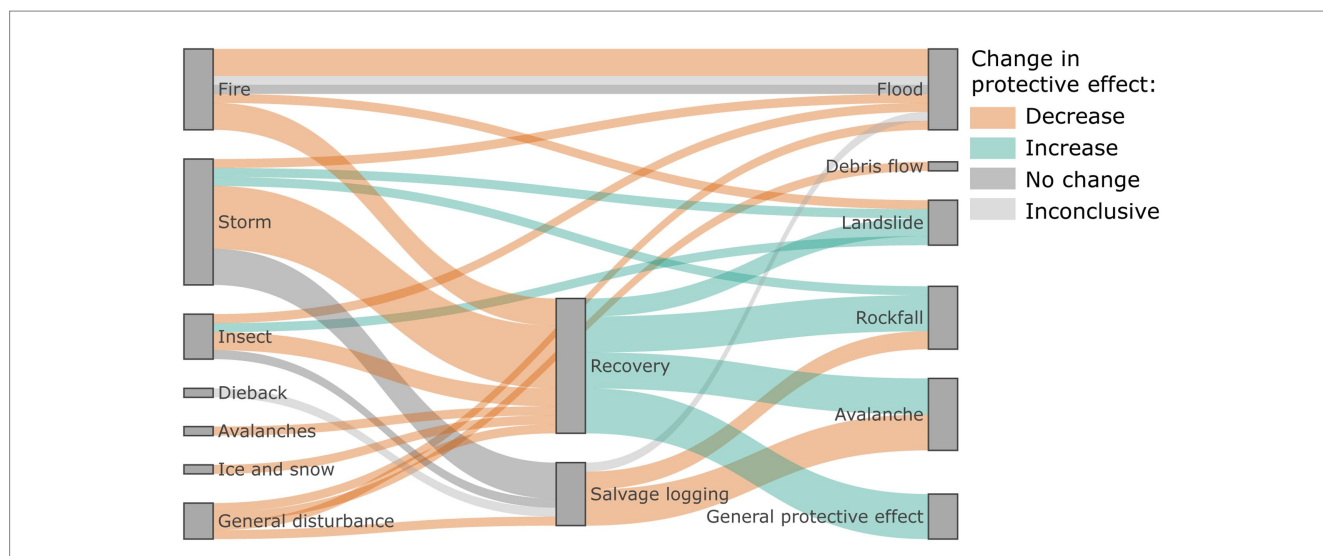 Fire
Storm
Insect
Dieback
Avalanches
Ice and snow
General disturbance
Recovery
Salvage logging
Flood
Debris flow
Landslide
Rockfall
Avalanche
General protective effect
Change in
protective effect:
Decrease
Increase
No change
Inconclusive